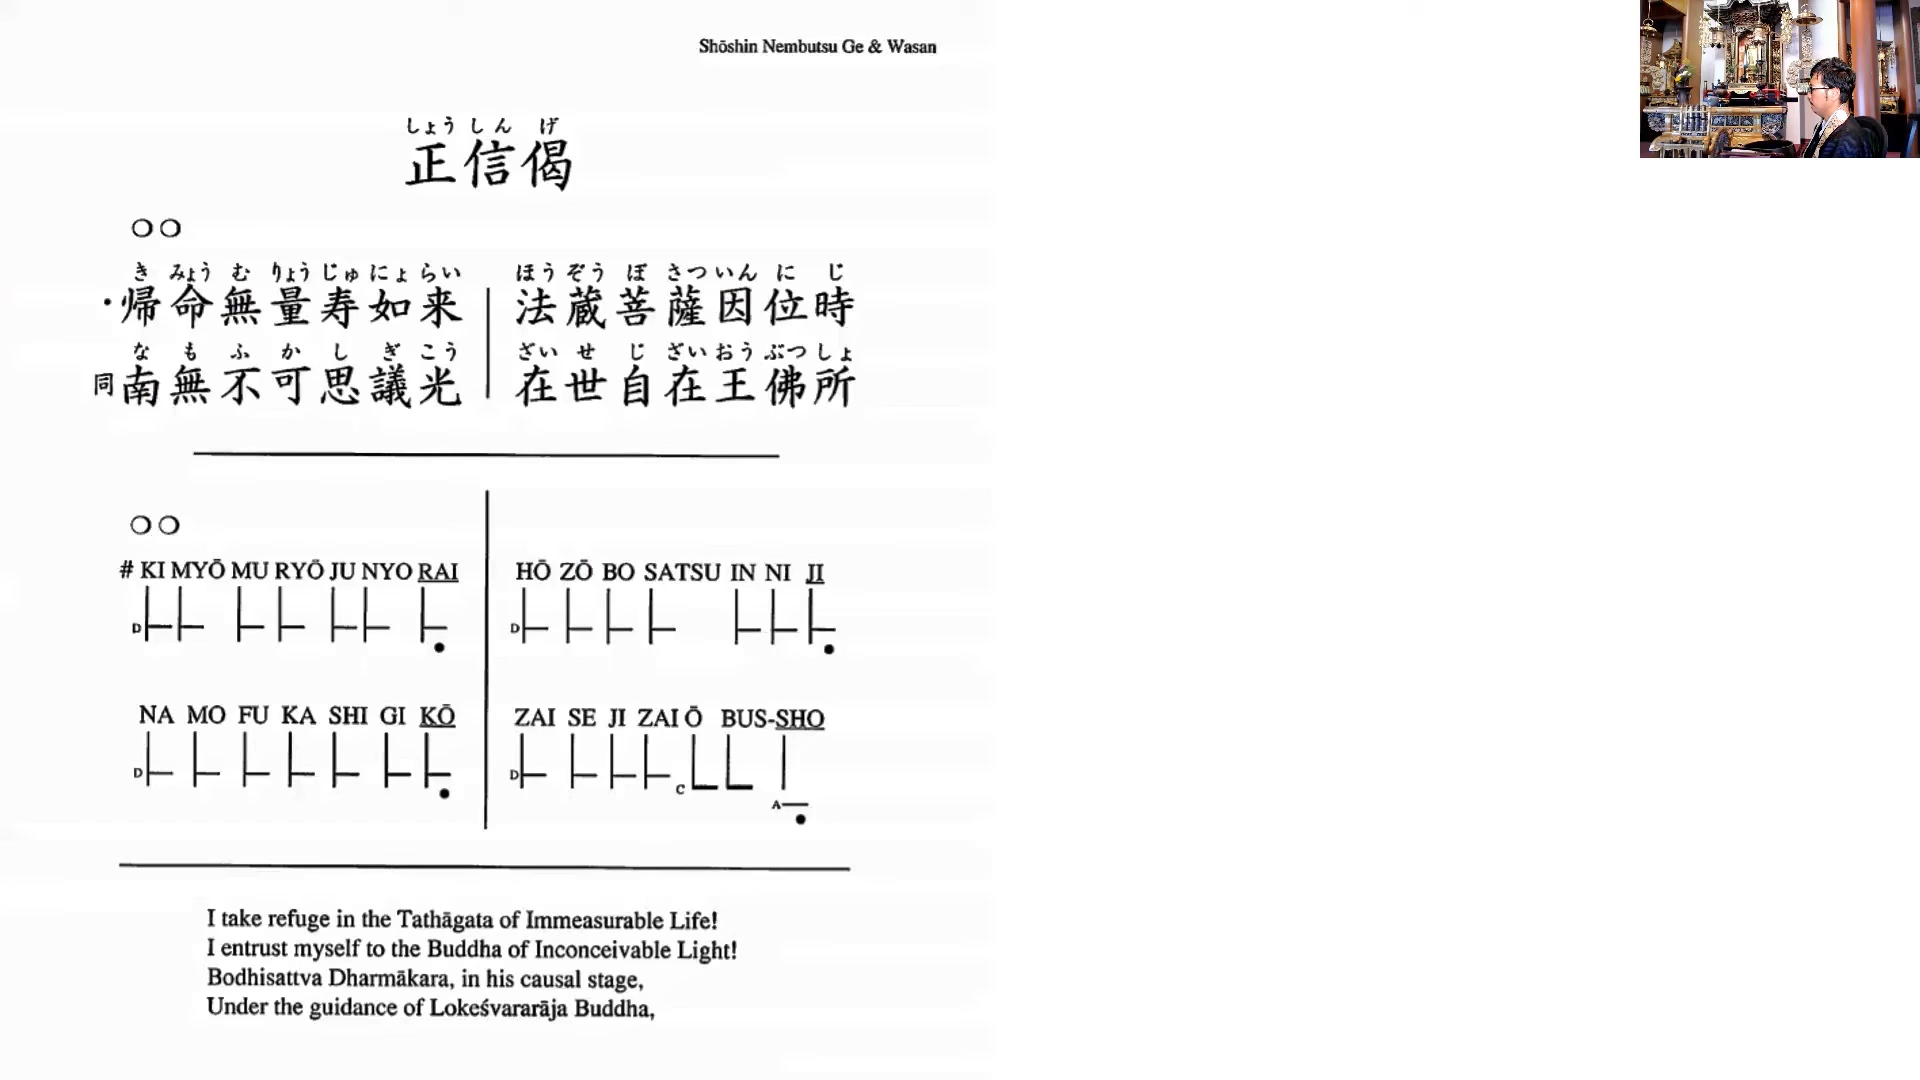 Shōshin Nembutsu Ge & Wasan
しょうしんげ
正信偈
○○
きみょうむりょうじゅにょらい
・帰命無量寿如来
なもふかしぎこう
同南無不可思議光
ほうぞうぼさついんにじ
法蔵菩薩因位時
ざいせじざいおうぶつしょ
在世自在王佛所
○○
# KI MYŌ MU RYŌ JU NYO RAI
D
NA MO FU KA SHI GI KŌ
D
HŌ ZŌ BO SATSU IN NI JI
D
ZAI SE JI ZAI Ō BUS-SHO
D C A
I take refuge in the Tathāgata of Immeasurable Life!
I entrust myself to the Buddha of Inconceivable Light!
Bodhisattva Dharmākara, in his causal stage,
Under the guidance of Lokeśvararāja Buddha,